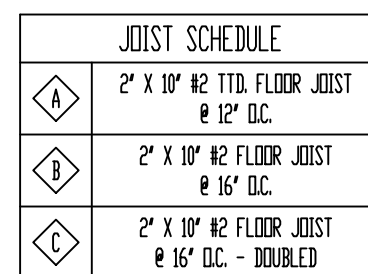 JOIST SCHEDULE
A
2" X 10" #2 TTD. FLOOR JOIST
@ 12" O.C.
B
2" X 10" #2 FLOOR JOIST
@ 16" O.C.
C
2" X 10" #2 FLOOR JOIST
@ 16" O.C. - DOUBLED